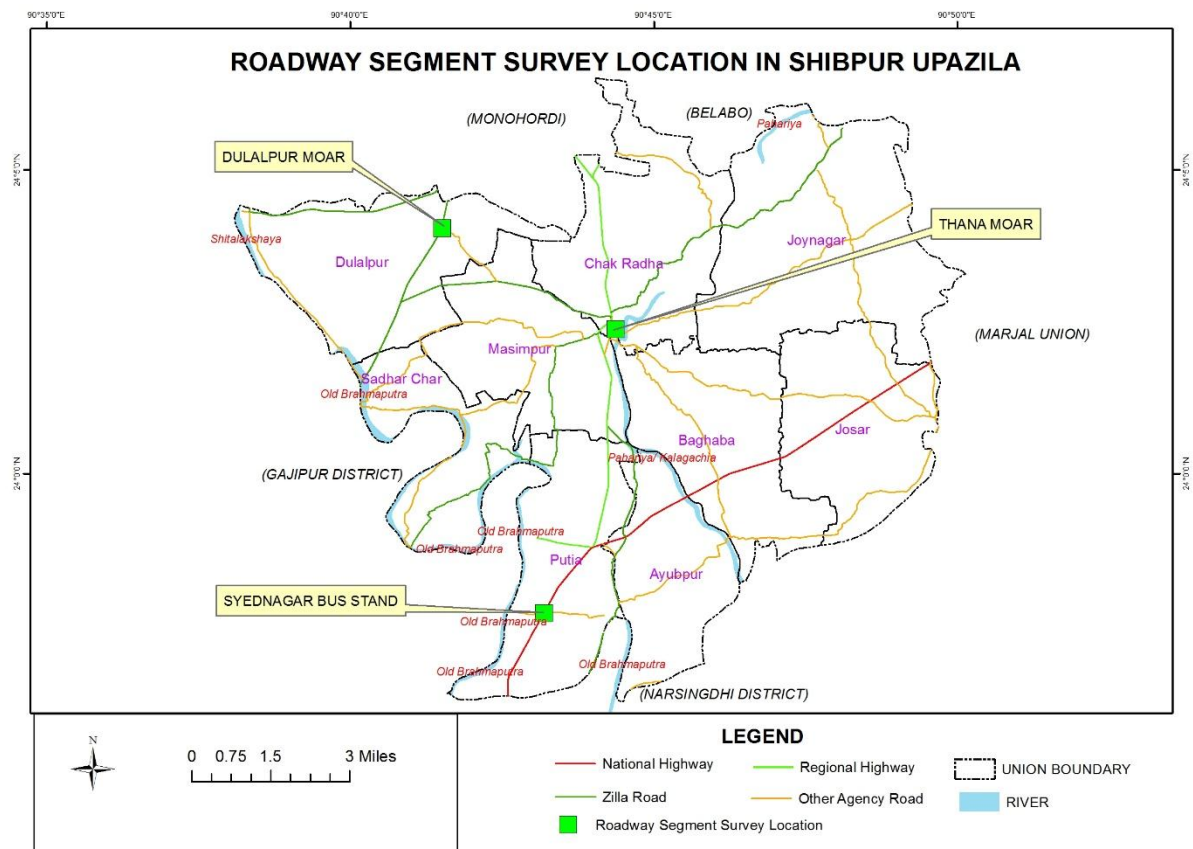 90°35'0"E
90°40'0"E
90°45'0"E
90°50'0"E
ROADWAY SEGMENT SURVEY LOCATION IN SHIBPUR UPAZILA
(MONOHORDI)
(BELABO)
Pahariya
DULALPUR MOAR
24°5'0"N
24°5'0"N
THANA MOAR
Shitalakshaya
Joynagar
Dulalpur
Chak Radha
(MARJAL UNION)
Masimpur
Sadhar Char
Old Brahmaputra
Josar
Baghaba
Pahariya/ Kalagachia
24°0'0"N
(GAJIPUR DISTRICT)
24°0'0"N
Old Brahmaputra
Old Brahmaputra
Putia
Ayubpur
SYEDNAGAR BUS STAND
Old Brahmaputra
Old Brahmaputra
Old Brahmaputra
(NARSINGDHI DISTRICT)
N
0 0.75 1.5 3 Miles
LEGEND
National Highway
Regional Highway
UNION BOUNDARY
Zilla Road
Other Agency Road
RIVER
Roadway Segment Survey Location